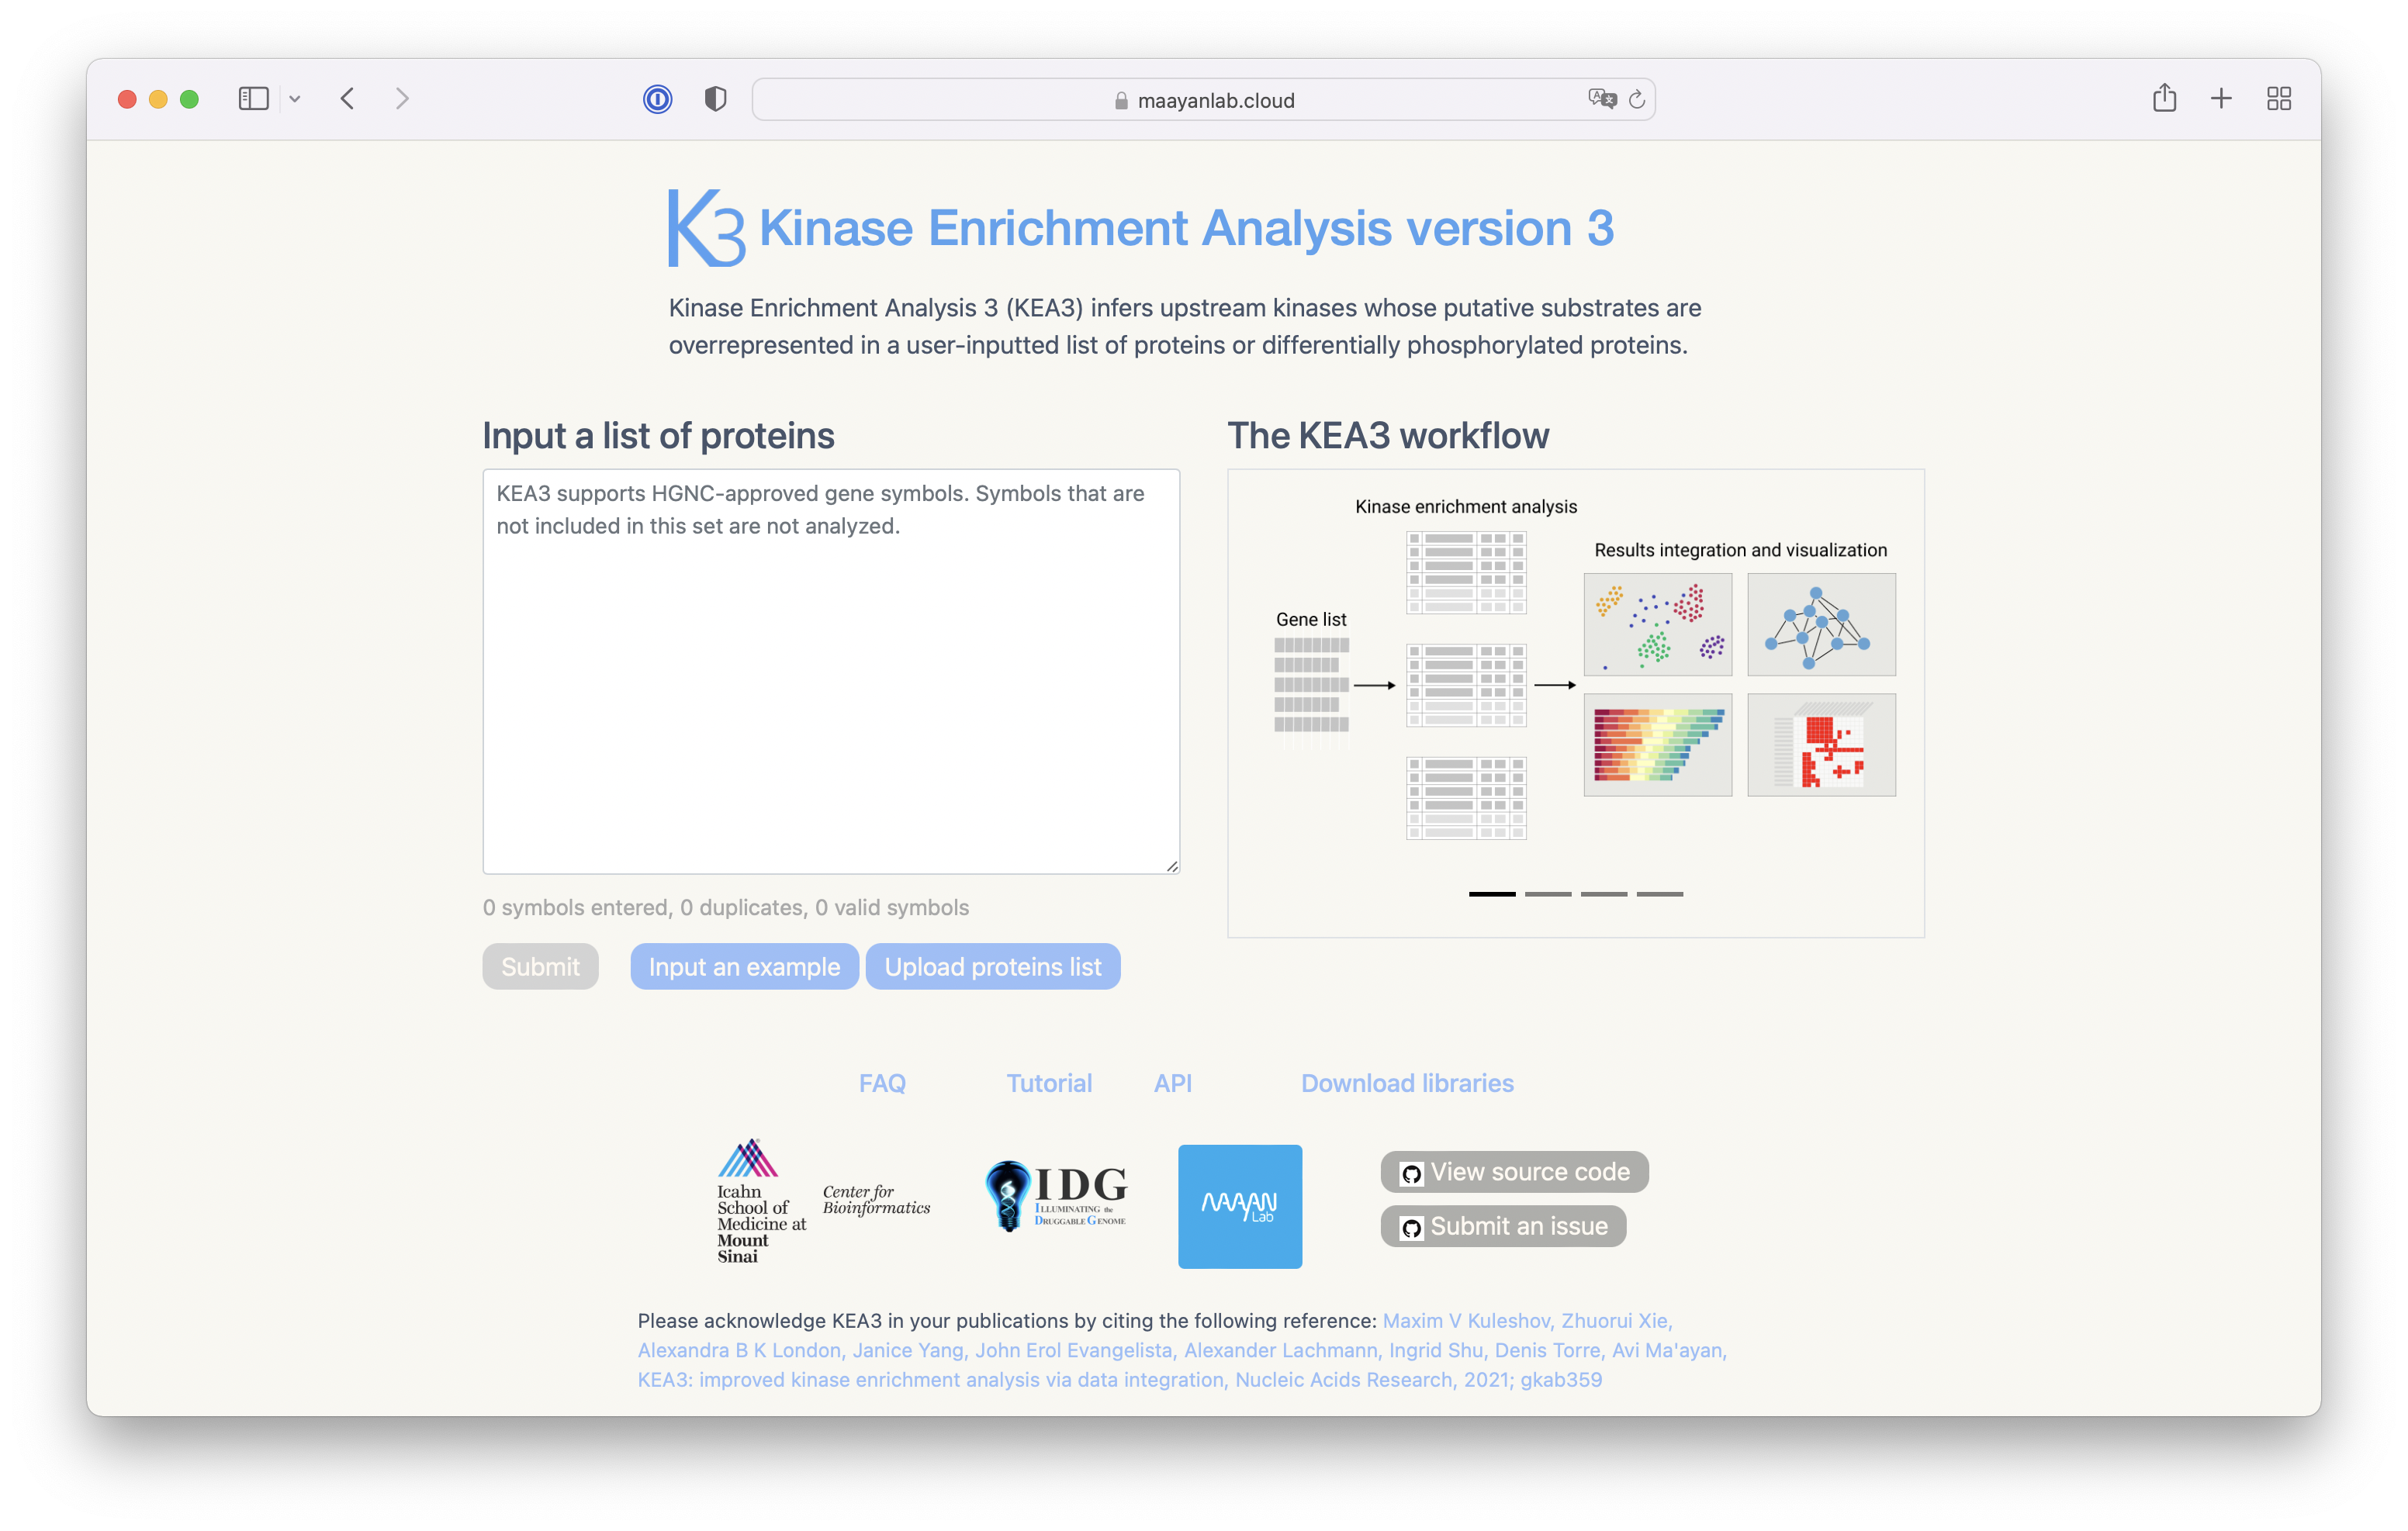 maayanlab.cloud
K3 Kinase Enrichment Analysis version 3
Kinase Enrichment Analysis 3 (KEA3) infers upstream kinases whose putative substrates are
overrepresented in a user-inputted list of proteins or differentially phosphorylated proteins.
Input a list of proteins
KEA3 supports HGNC-approved gene symbols. Symbols that are
not included in this set are not analyzed.
0 symbols entered, 0 duplicates, 0 valid symbols
Submit
Input an example
Upload proteins list
The KEA3 workflow
Kinase enrichment analysis
Results integration and visualization
Gene list
FAQ
Tutorial
API
Download libraries
Icahn
School of
Medicine at
Mount
Sinai
Center for
Bioinformatics
IDG
ILLUMINATING the
DRUGGABLE GENOME
MAAYAN
Lab
View source code
Submit an issue
Please acknowledge KEA3 in your publications by citing the following reference: Maxim V Kuleshov, Zhuorui Xie,
Alexandra B K London, Janice Yang, John Erol Evangelista, Alexander Lachmann, Ingrid Shu, Denis Torre, Avi Ma'ayan,
KEA3: improved kinase enrichment analysis via data integration, Nucleic Acids Research, 2021; gkab359